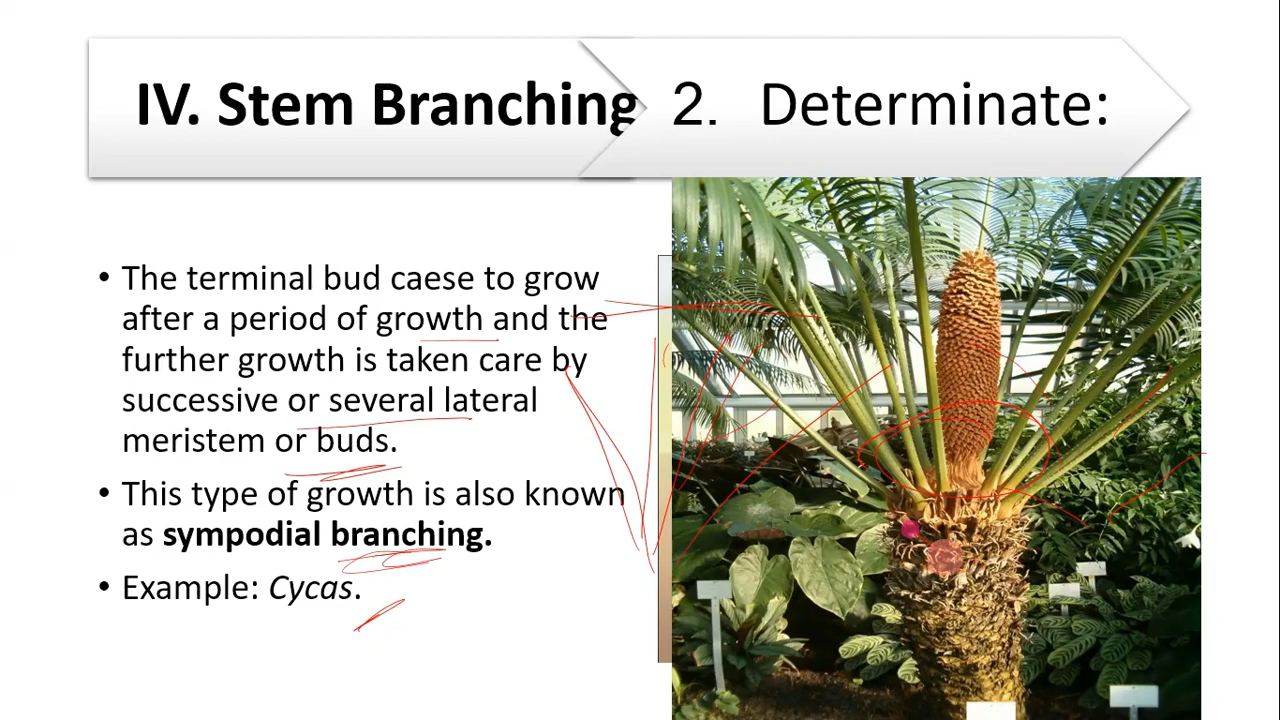 IV. Stem Branching
2. Determinate:
• The terminal bud caese to grow
after a period of growth and the
further growth is taken care by
successive or several lateral
meristem or buds.
• This type of growth is also known
as sympodial branching.
• Example: Cycas.